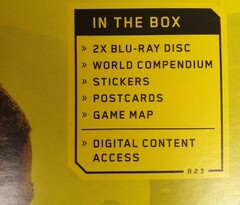 IN THE BOX
» 2X BLU-RAY DISC
» WORLD COMPENDIUM
» STICKERS
» POSTCARDS
» GAME MAP
» DIGITAL CONTENT
ACCESS
R23